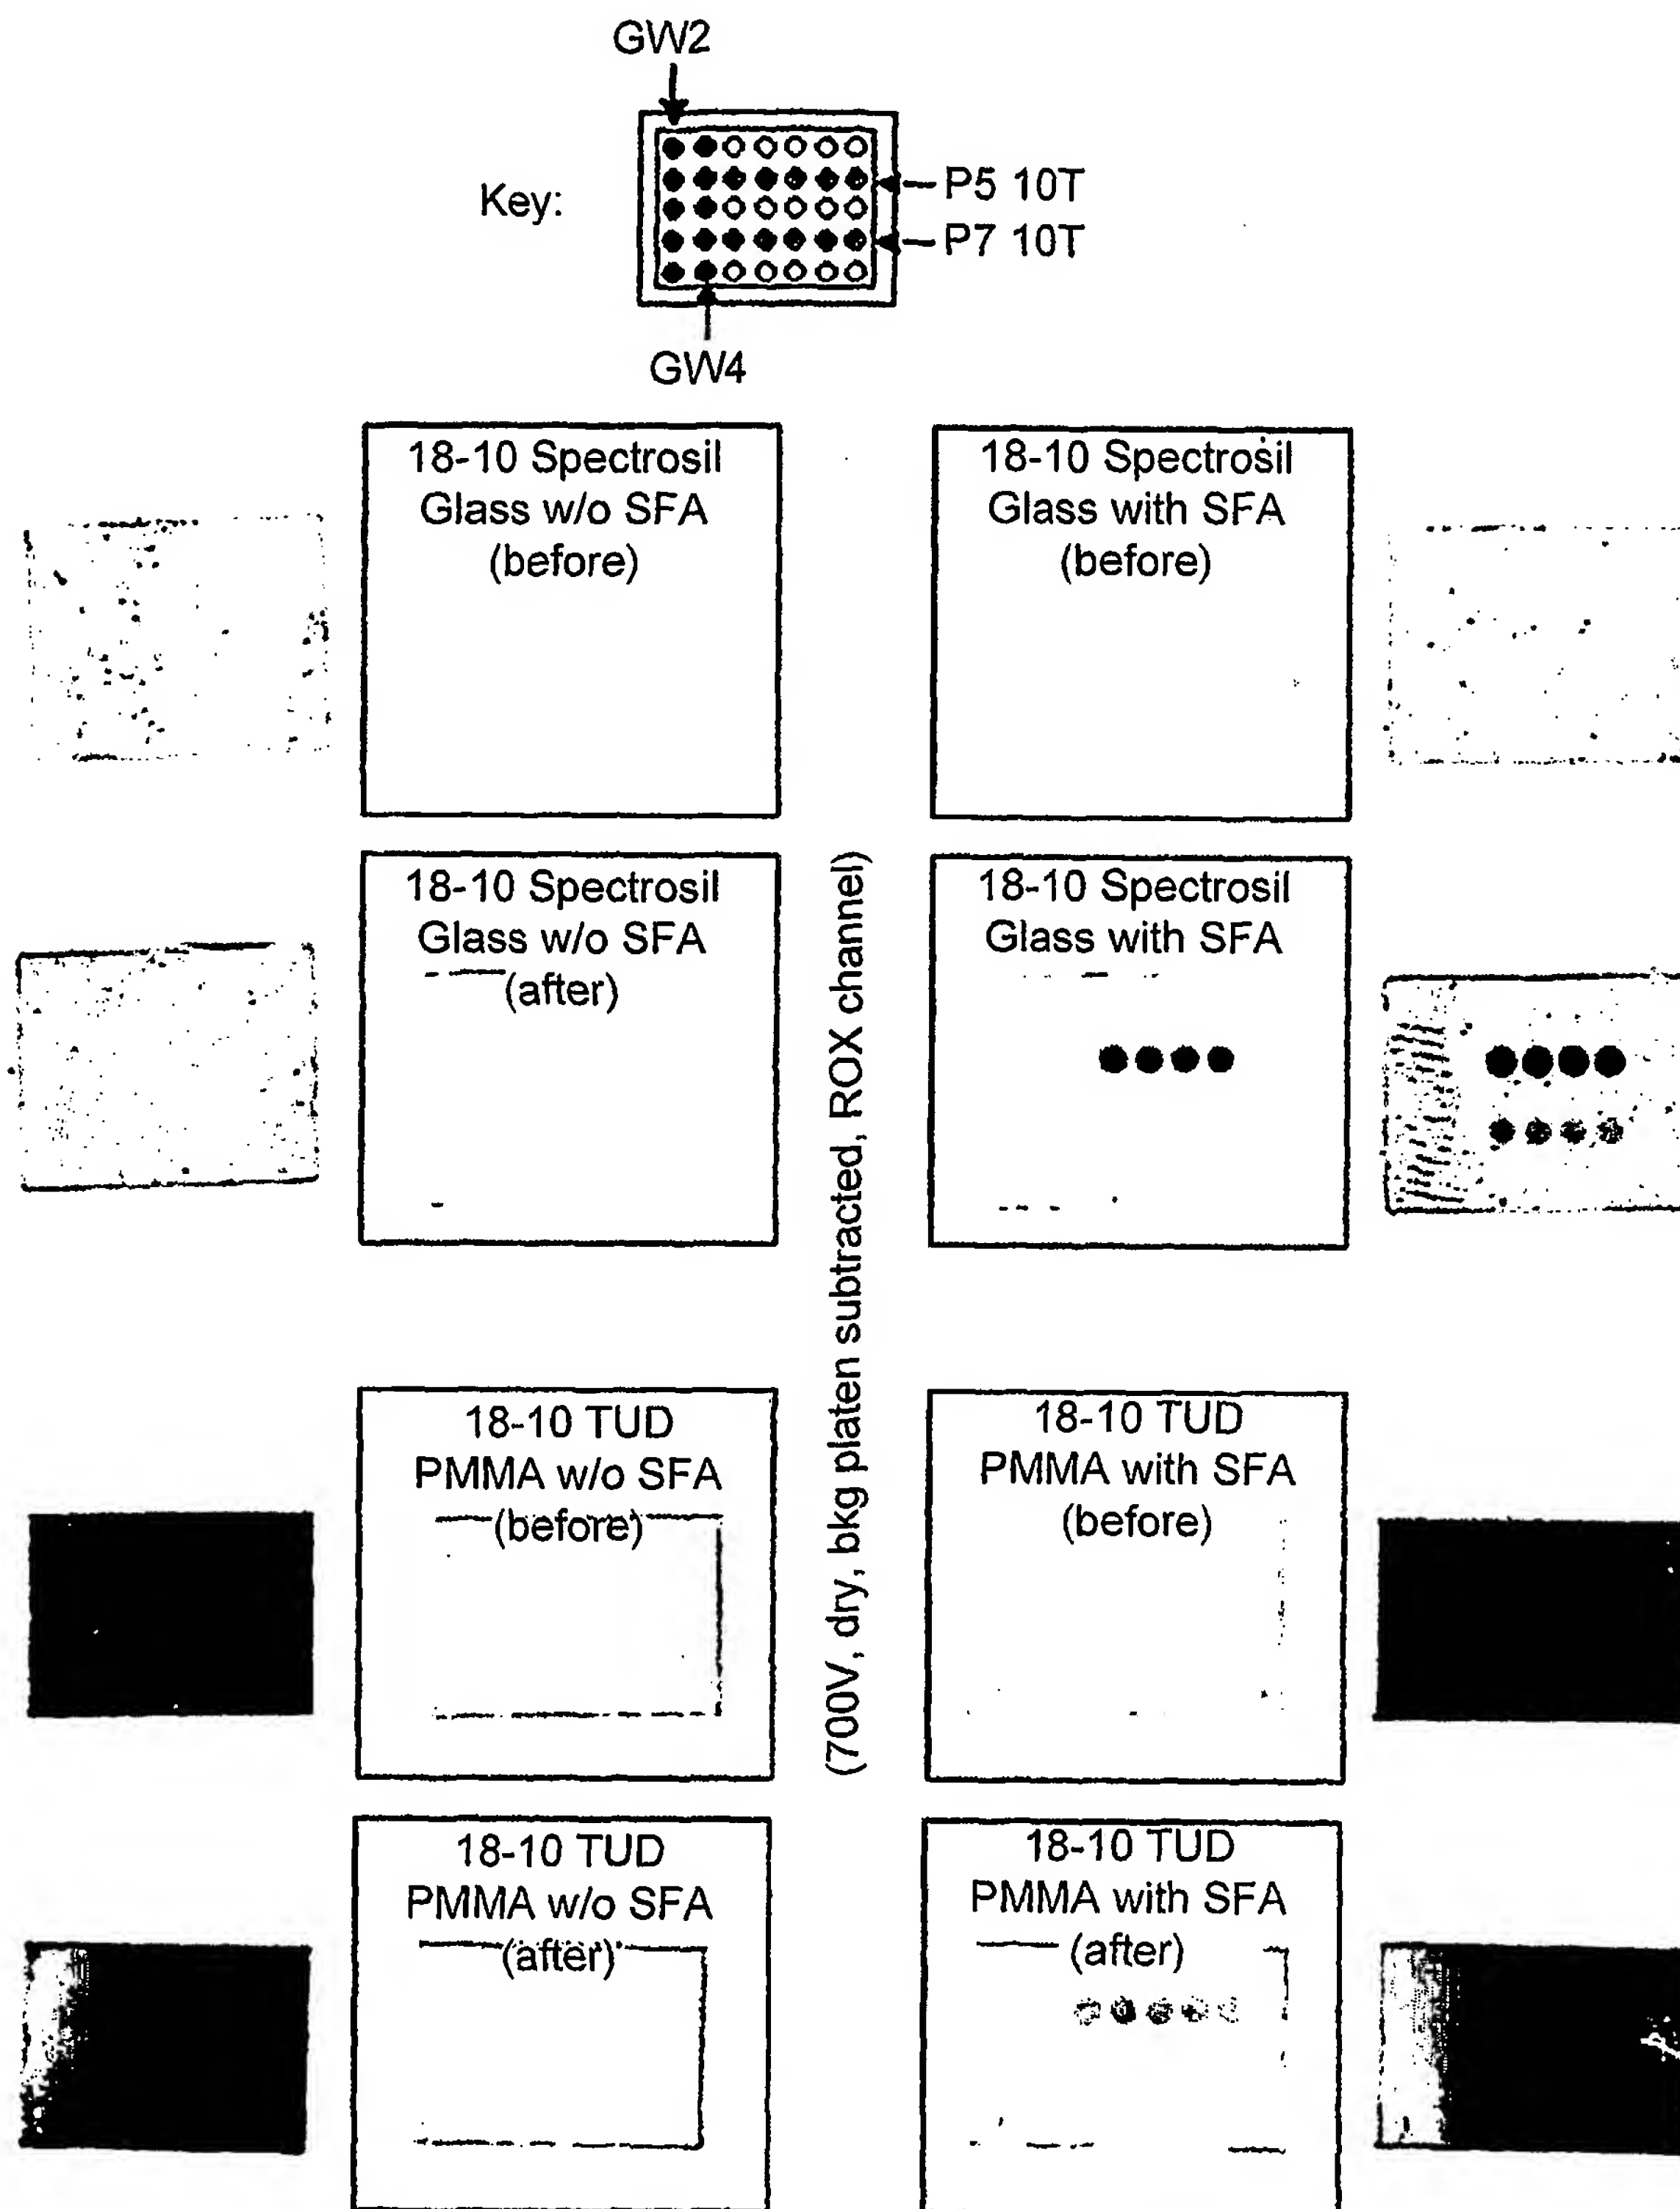 GW2
Key:
P5 10T
P7 10T
GW4
18-10 Spectrosil
Glass w/o SFA
(before)
18-10 Spectrosil
Glass with SFA
(before)
18-10 Spectrosil
Glass w/o SFA
(after)
18-10 Spectrosil
Glass with SFA
(700V, dry, bkg platen subtracted, ROX channel)
18-10 TUD
PMMA w/o SFA
(before)
18-10 TUD
PMMA with SFA
(before)
18-10 TUD
PMMA w/o SFA
(after)
18-10 TUD
PMMA with SFA
(after)